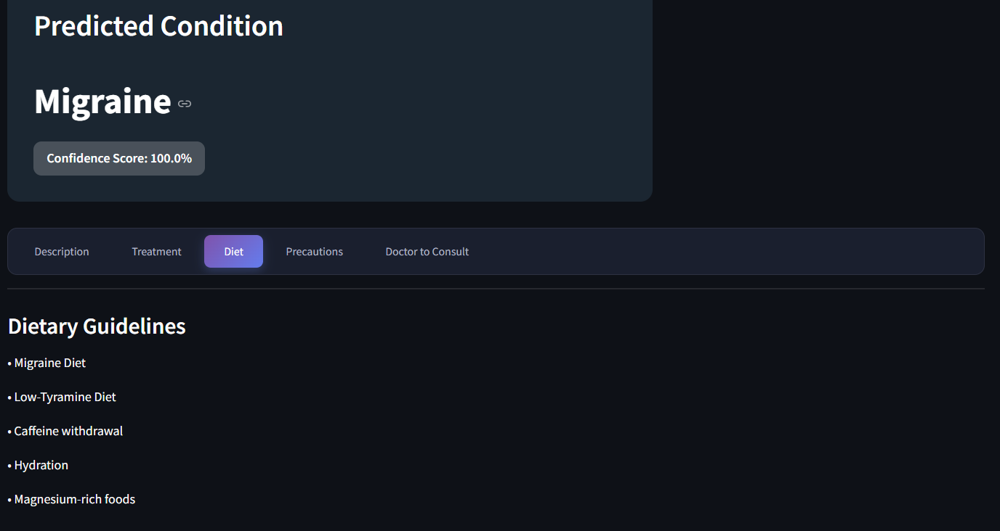 Predicted Condition
Migraine
Confidence Score: 100.0%
Description Treatment Diet Precautions Doctor to Consult
Dietary Guidelines
• Migraine Diet
• Low-Tyramine Diet
• Caffeine withdrawal
• Hydration
• Magnesium-rich foods